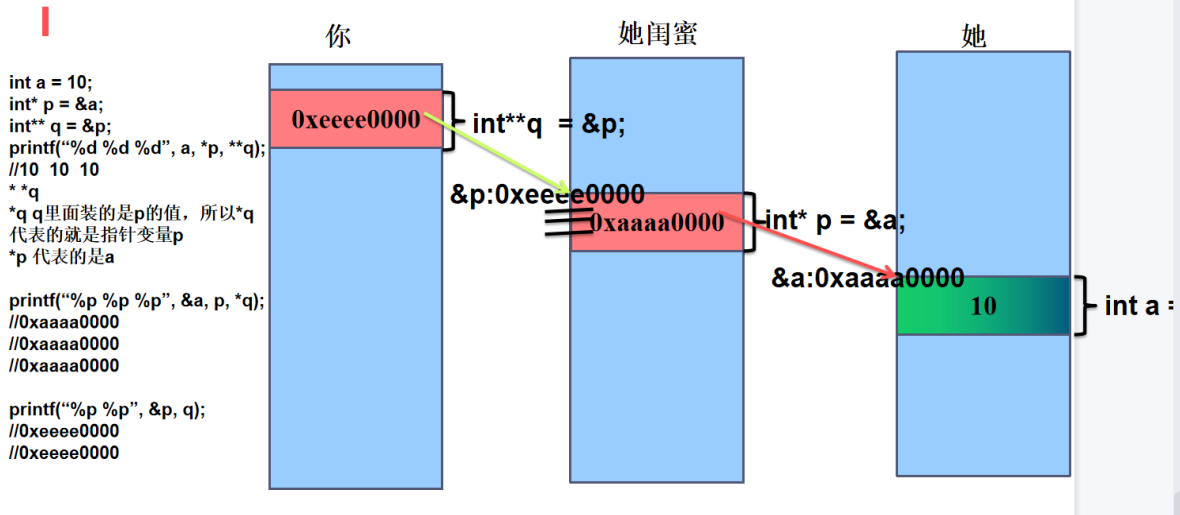 你
她闺蜜
她
int a = 10;
int* p = &a;
int** q = &p;
printf(“%d %d %d”, a, *p, **q);
//10  10  10
* *q
*q q里面装的是p的值，所以*q
代表的就是指针变量p
*p 代表的是a
printf(“%p %p %p”, &a, p, *q);
//0xaaaa0000
//0xaaaa0000
//0xaaaa0000
printf(“%p %p”, &p, q);
//0xeeee0000
//0xeeee0000
0xeeee0000
int**q  = &p;
&p:0xeeee0000
0xaaaa0000
int* p = &a;
&a:0xaaaa0000
10
int a =